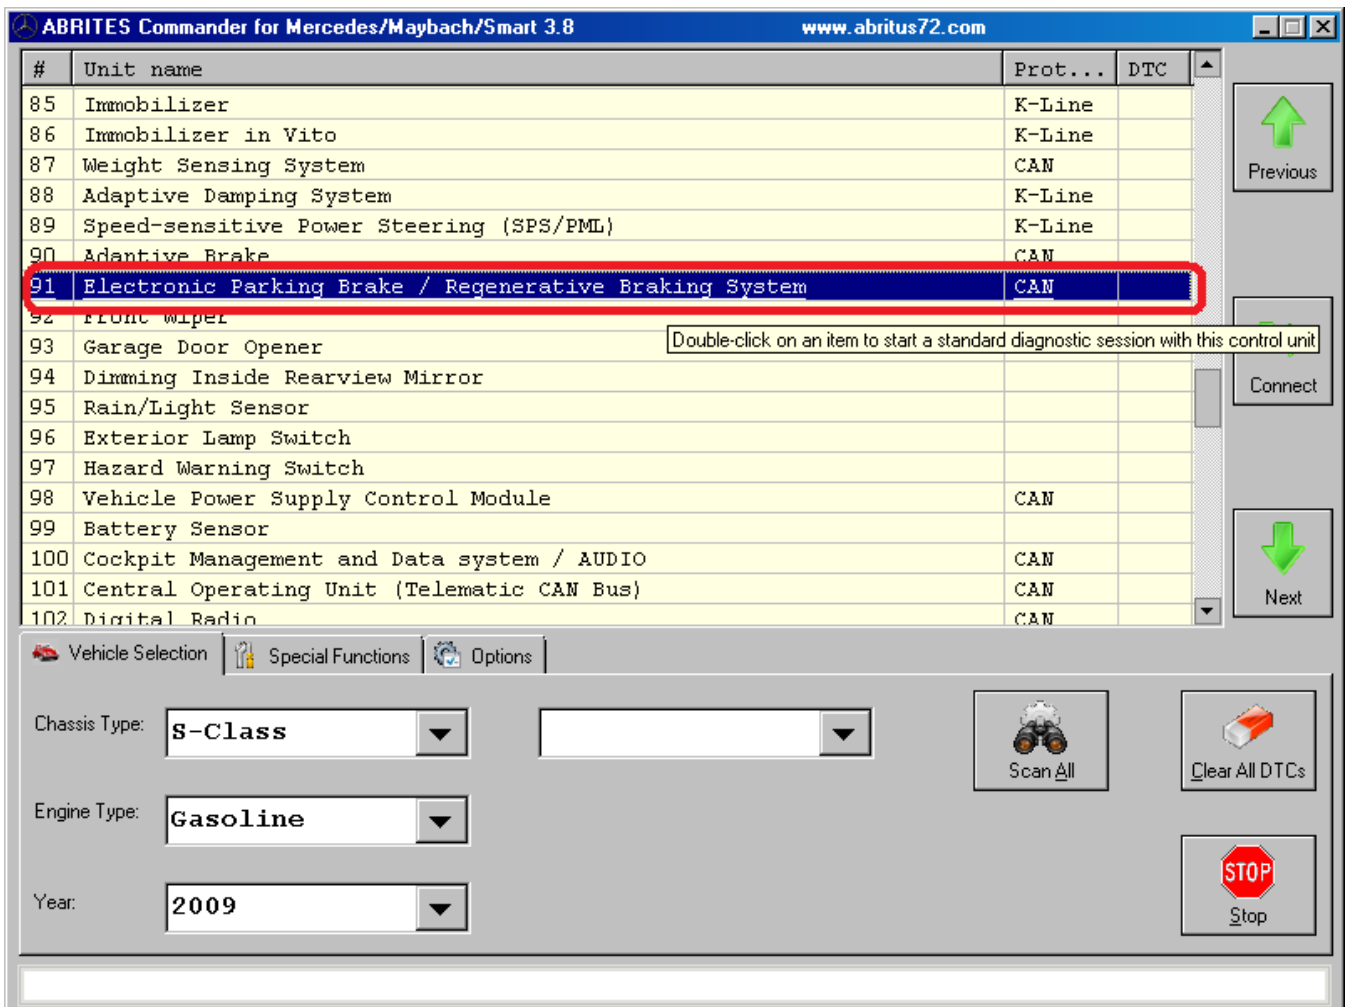 ABRITES Commander for Mercedes/Maybach/Smart 3.8 www.abritus72.com
# Unit name Prot... DTC
85 Immobilizer K-Line
86 Immobilizer in Vito K-Line
87 Weight Sensing System CAN
88 Adaptive Damping System K-Line
89 Speed-sensitive Power Steering (SPS/PML) K-Line
90 Adaptive Brake CAN
91 Electronic Parking Brake / Regenerative Braking System CAN
92 Front Wiper
Double-click on an item to start a standard diagnostic session with this control unit
93 Garage Door Opener
94 Dimming Inside Rearview Mirror
95 Rain/Light Sensor
96 Exterior Lamp Switch
97 Hazard Warning Switch
98 Vehicle Power Supply Control Module CAN
99 Battery Sensor
100 Cockpit Management and Data system / AUDIO CAN
101 Central Operating Unit (Telematic CAN Bus) CAN
102 Digital Radio CAN
Previous
Connect
Next
Vehicle Selection Special Functions Options
Chassis Type: S-Class
Engine Type: Gasoline
Year: 2009
Scan All
Clear All DTCs
STOP
Stop